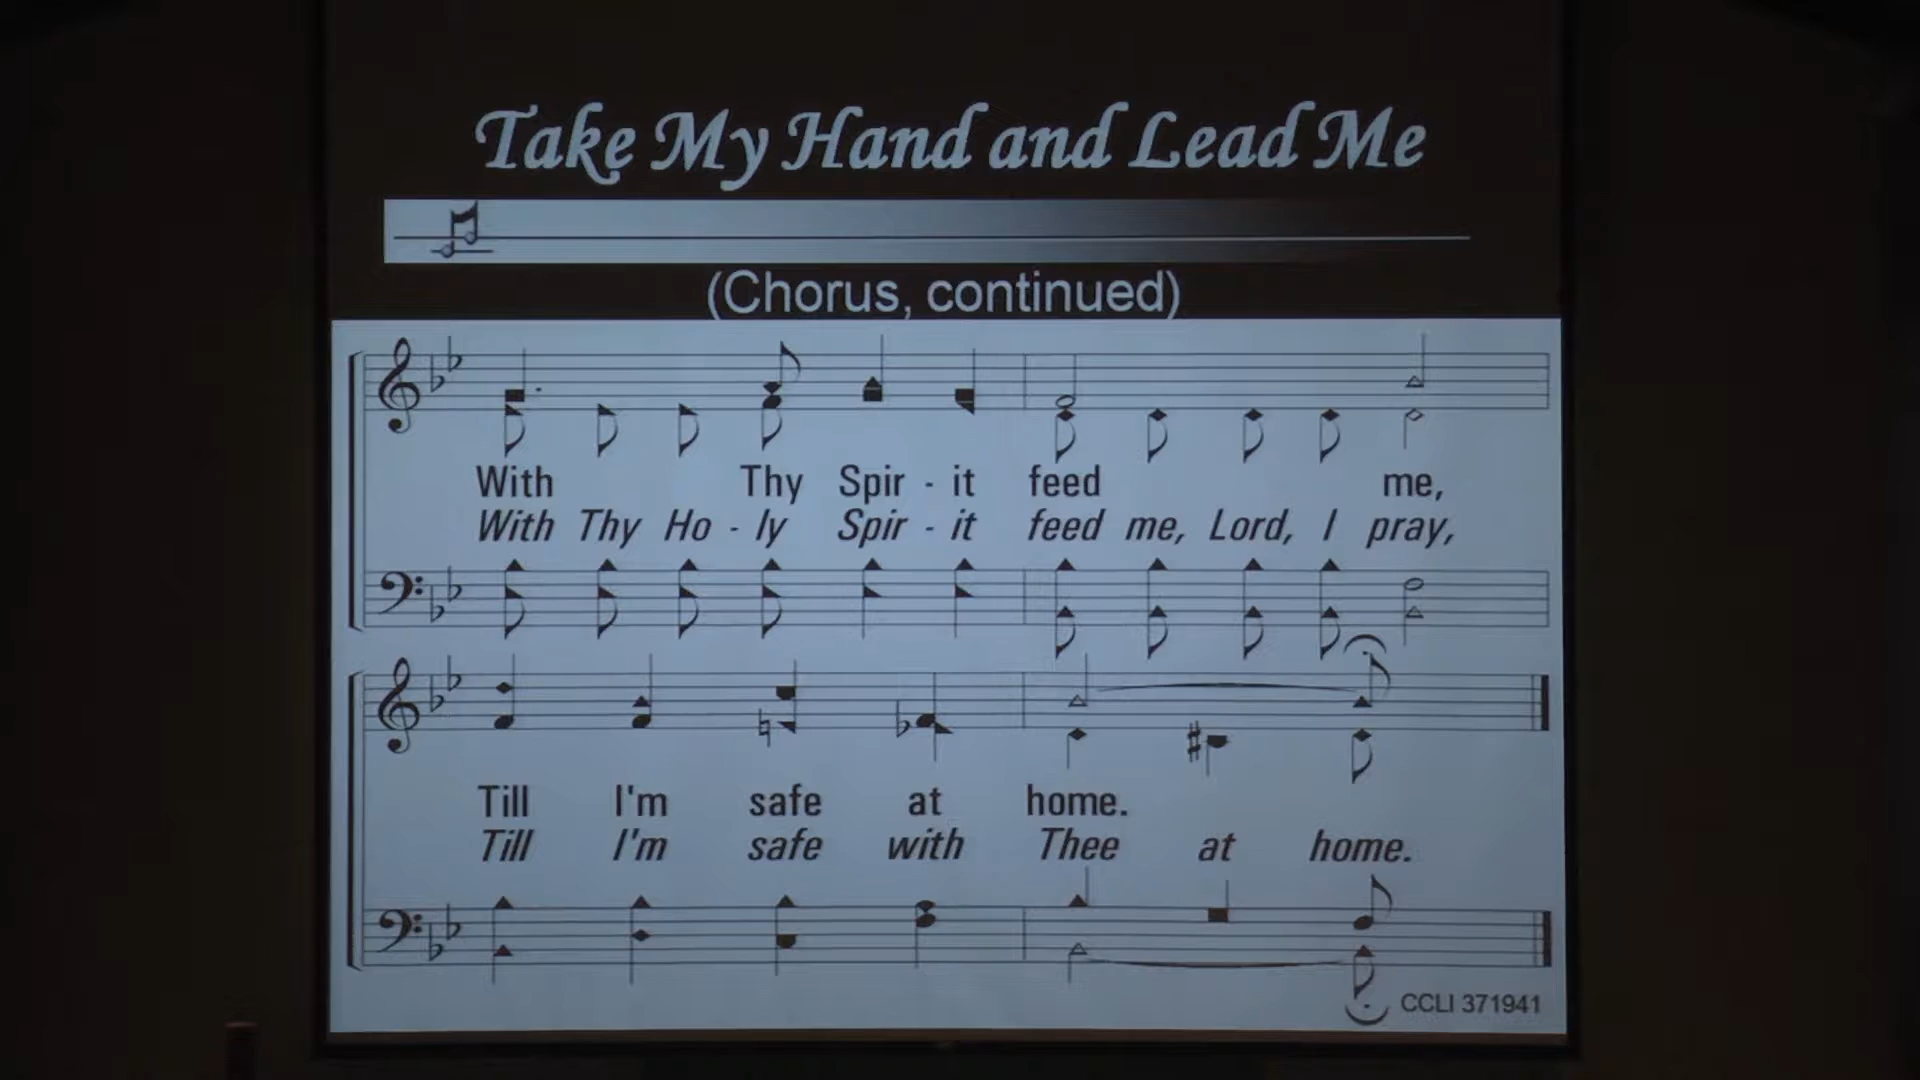 Take My Hand and Lead Me
(Chorus, continued)
With Thy Spir - it feed me,
With Thy Ho - ly Spir - it feed me, Lord, I pray,
Till I'm safe at home.
Till I'm safe with Thee at home.
CCLI 371941